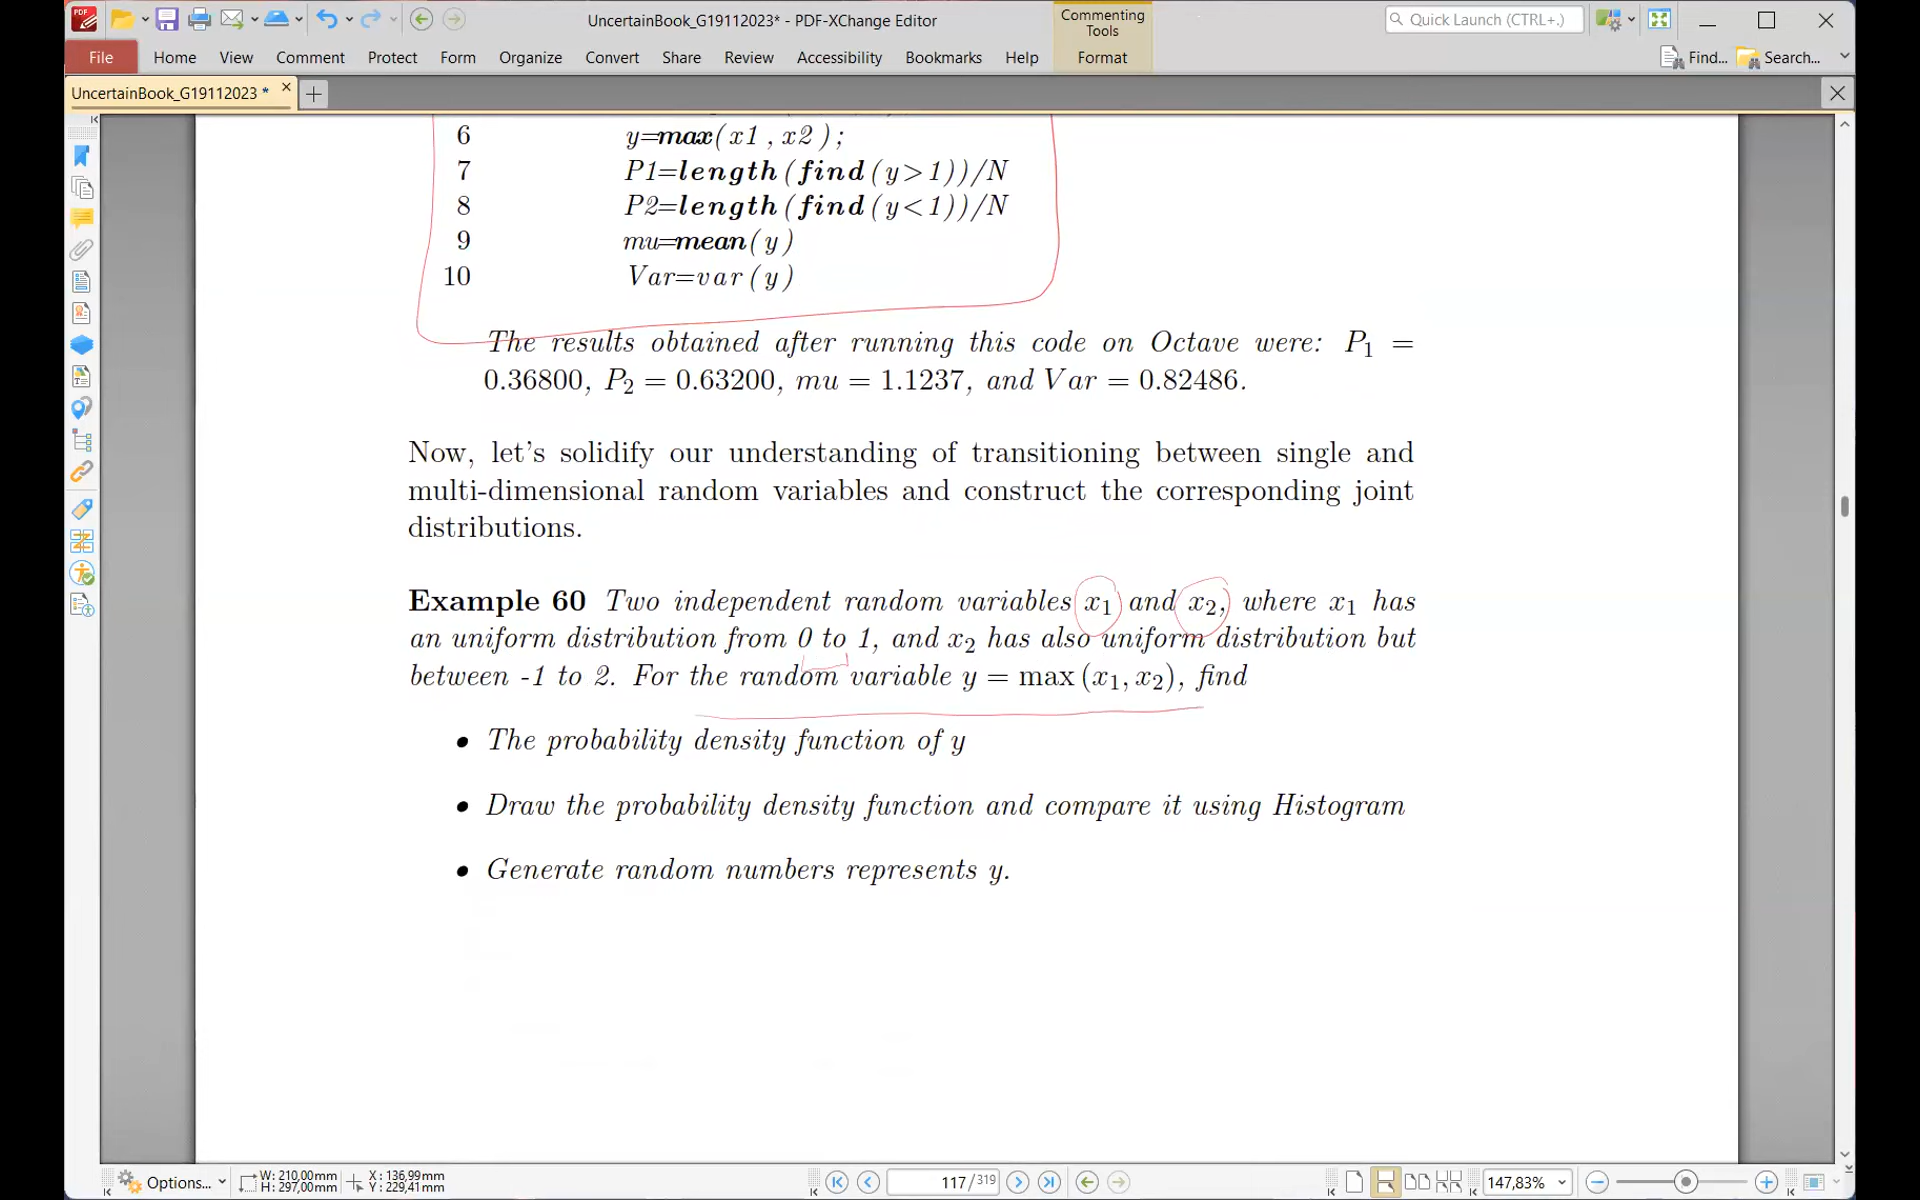 UncertainBook_G19112023* - PDF-XChange Editor
Commenting
Tools
Quick Launch (CTRL+.)
File Home View Comment Protect Form Organize Convert Share Review Accessibility Bookmarks Help Format Find... Search...
UncertainBook_G19112023 *
6 y=max(x1,x2);
7 P1=length(find(y>1))/N
8 P2=length(find(y<1))/N
9 mu=mean(y)
10 Var=var(y)
The results obtained after running this code on Octave were: P1 =
0.36800, P2 = 0.63200, mu = 1.1237, and Var = 0.82486.
Now, let's solidify our understanding of transitioning between single and
multi-dimensional random variables and construct the corresponding joint
distributions.
Example 60 Two independent random variables x1 and x2, where x1 has
an uniform distribution from 0 to 1, and x2 has also uniform distribution but
between -1 to 2. For the random variable y = max (x1, x2), find
• The probability density function of y
• Draw the probability density function and compare it using Histogram
• Generate random numbers represents y.
Options...
W: 210,00mm
H: 297,00mm
X: 136,99mm
Y: 229,41mm
117/319
147,83%